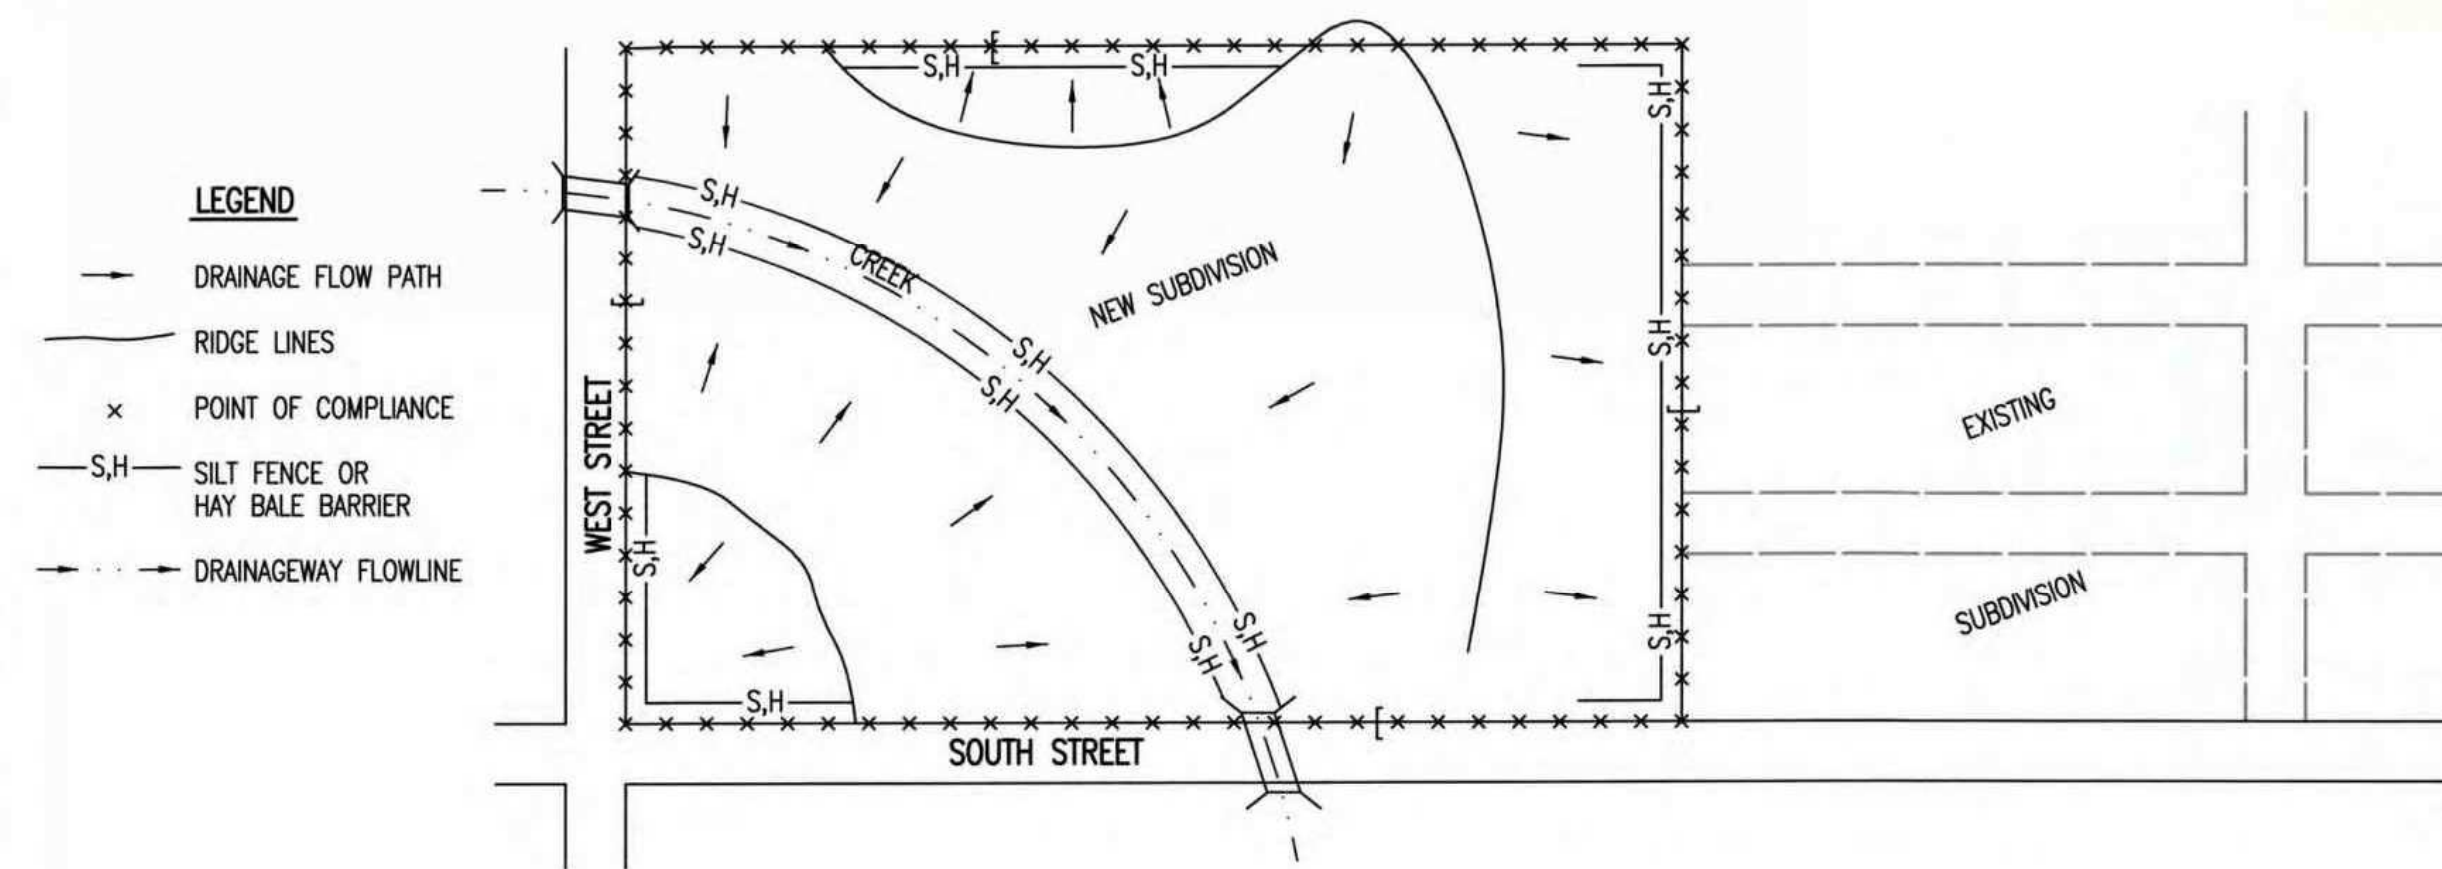 LEGEND
DRAINAGE FLOW PATH
RIDGE LINES
× POINT OF COMPLIANCE
S,H SILT FENCE OR
HAY BALE BARRIER
DRAINAGEWAY FLOWLINE
S,H
S,H
S,H
S,H
S,H
CREEK
NEW SUBDIVISION
S,H
S,H
S,H
WEST STREET
EXISTING
S,H
SUBDIVISION
S,H
S,H
S,H
S,H
SOUTH STREET